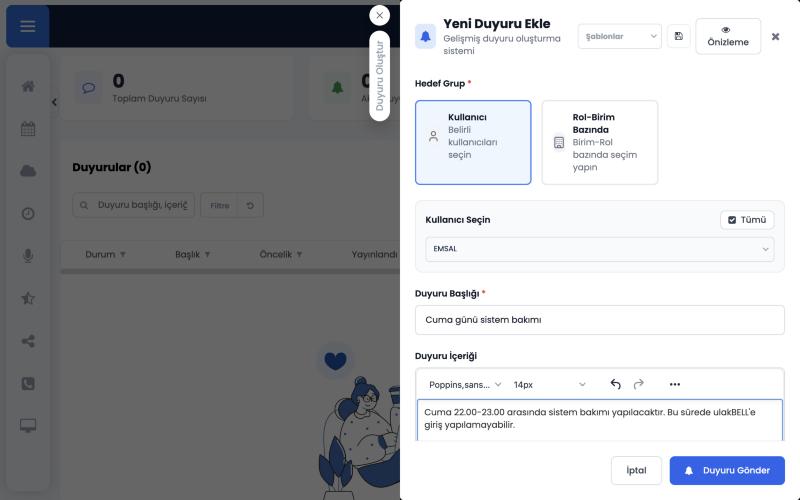 0
Toplam Duyuru Sayısı
0
Duyurular (0)
Duyuru başlığı, içeriğ
Filtre
Durum
Başlık
Öncelik
Yayınlandı
Duyuru Oluştur
Yeni Duyuru Ekle
Gelişmiş duyuru oluşturma
sistemi
Şablonlar
Önizleme
Hedef Grup *
Kullanıcı
Belirli
kullanıcıları
seçin
Rol-Birim
Bazında
Birim-Rol
bazında seçim
yapın
Kullanıcı Seçin
Tümü
EMSAL
Duyuru Başlığı *
Cuma günü sistem bakımı
Duyuru İçeriği
Poppins,sans...
14px
Cuma 22.00-23.00 arasında sistem bakımı yapılacaktır. Bu sürede ulakBELL'e
giriş yapılamayabilir.
İptal
Duyuru Gönder